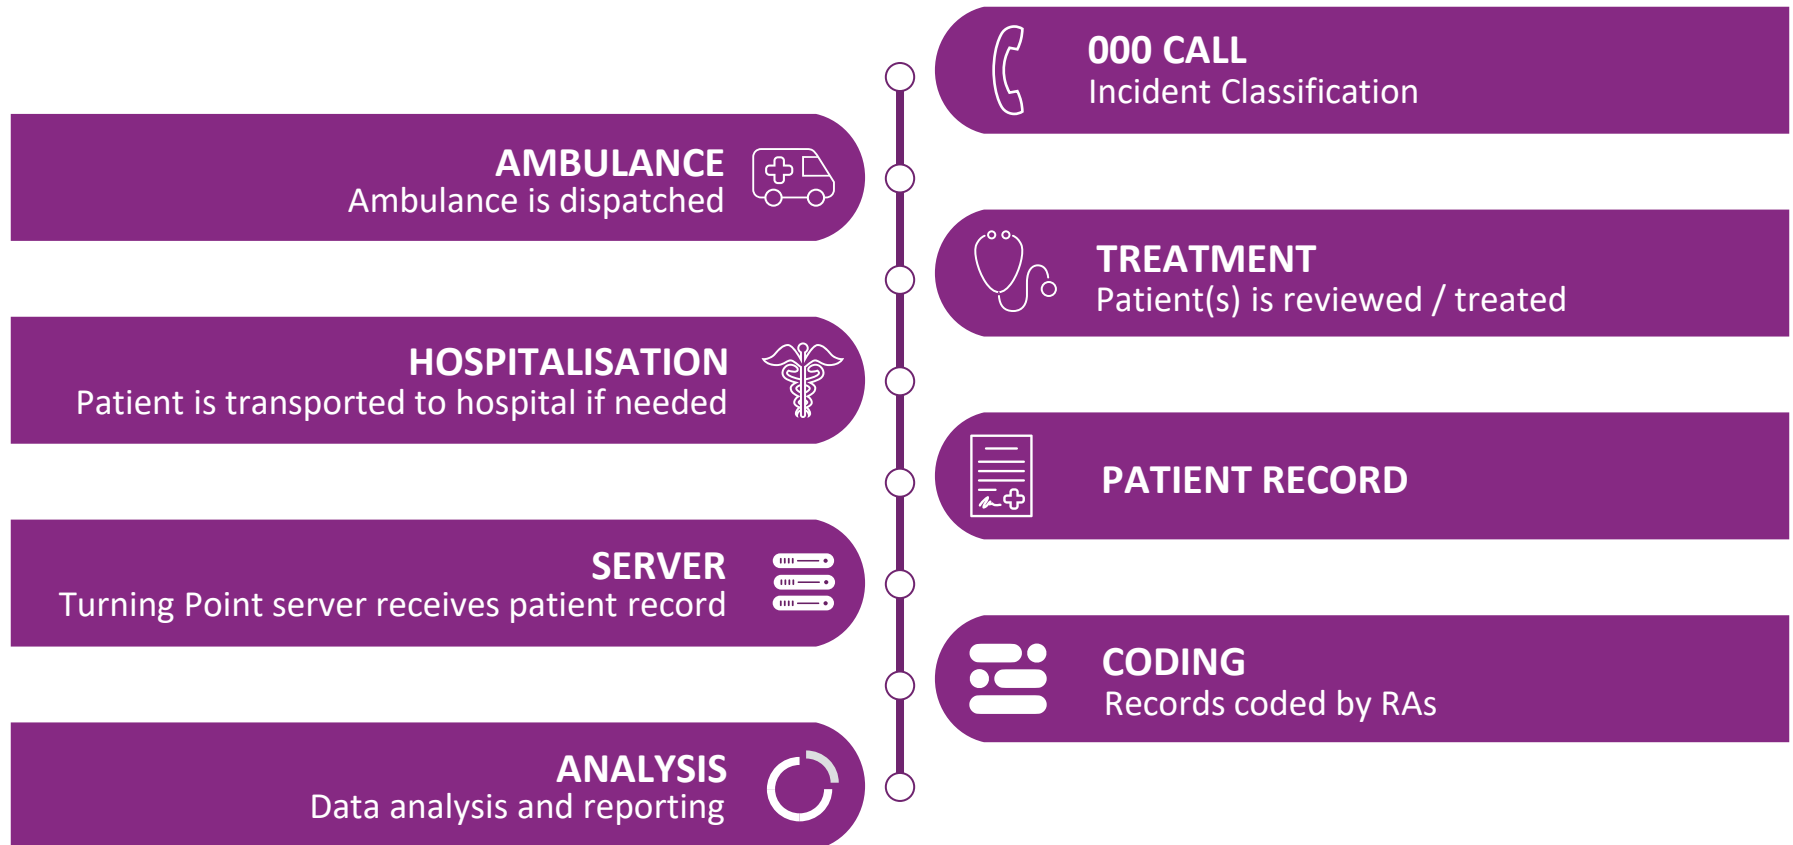 000 CALL
Incident Classification
AMBULANCE
Ambulance is dispatched
TREATMENT
Patient(s) is reviewed / treated
HOSPITALISATION
Patient is transported to hospital if needed
PATIENT RECORD
SERVER
Turning Point server receives patient record
CODING
Records coded by RAs
ANALYSIS
Data analysis and reporting